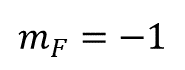 m_F = −1